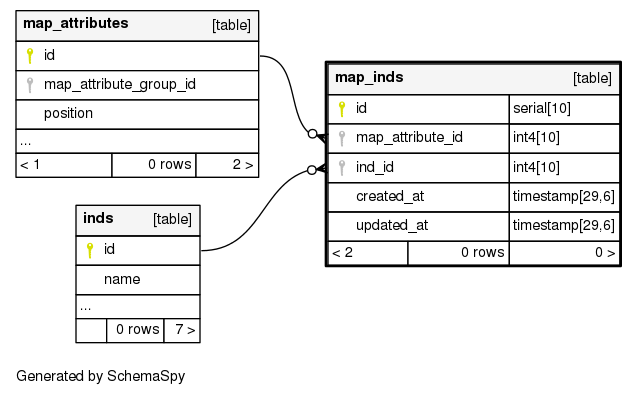 map_attributes [table]
id
map_attribute_group_id
position
...
< 1 0 rows 2 >
map_inds [table]
id serial[10]
map_attribute_id int4[10]
ind_id int4[10]
created_at timestamp[29,6]
updated_at timestamp[29,6]
< 2 0 rows 0 >
inds [table]
id
name
...
0 rows 7 >
Generated by SchemaSpy